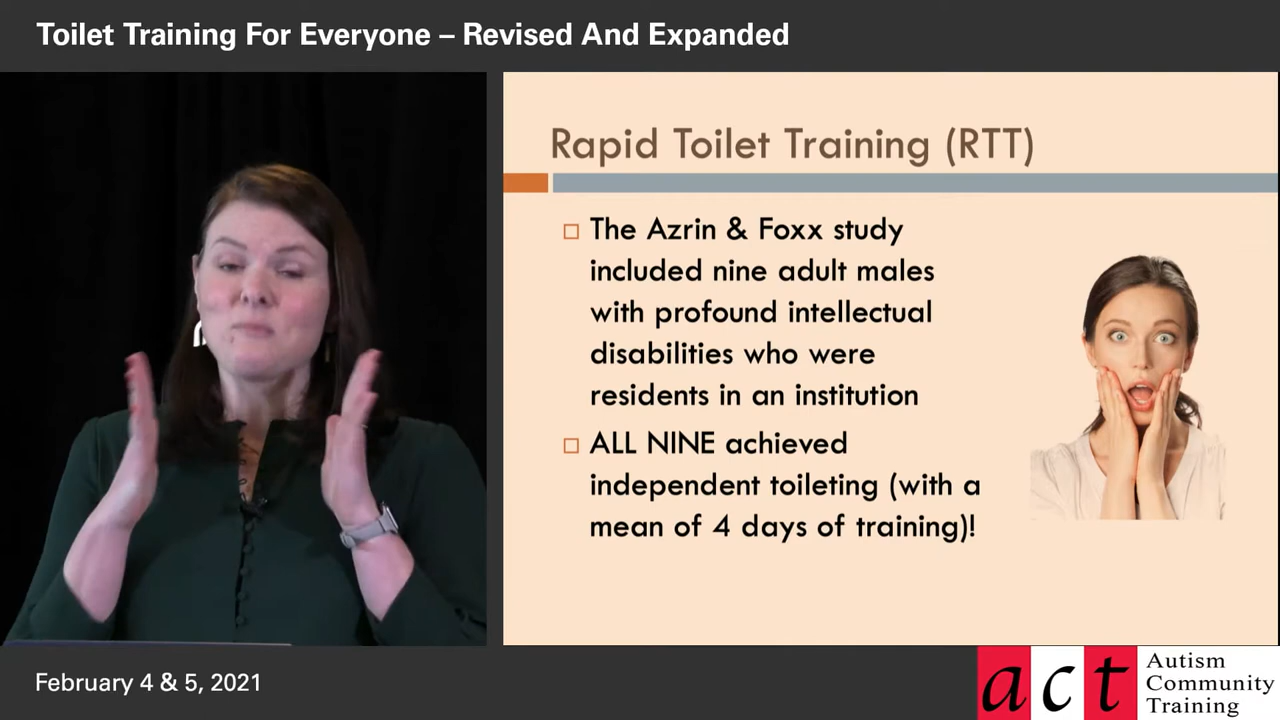 Toilet Training For Everyone – Revised And Expanded
Rapid Toilet Training (RTT)
The Azrin & Foxx study
included nine adult males
with profound intellectual
disabilities who were
residents in an institution
ALL NINE achieved
independent toileting (with a
mean of 4 days of training)!
February 4 & 5, 2021
act
Autism
Community
Training